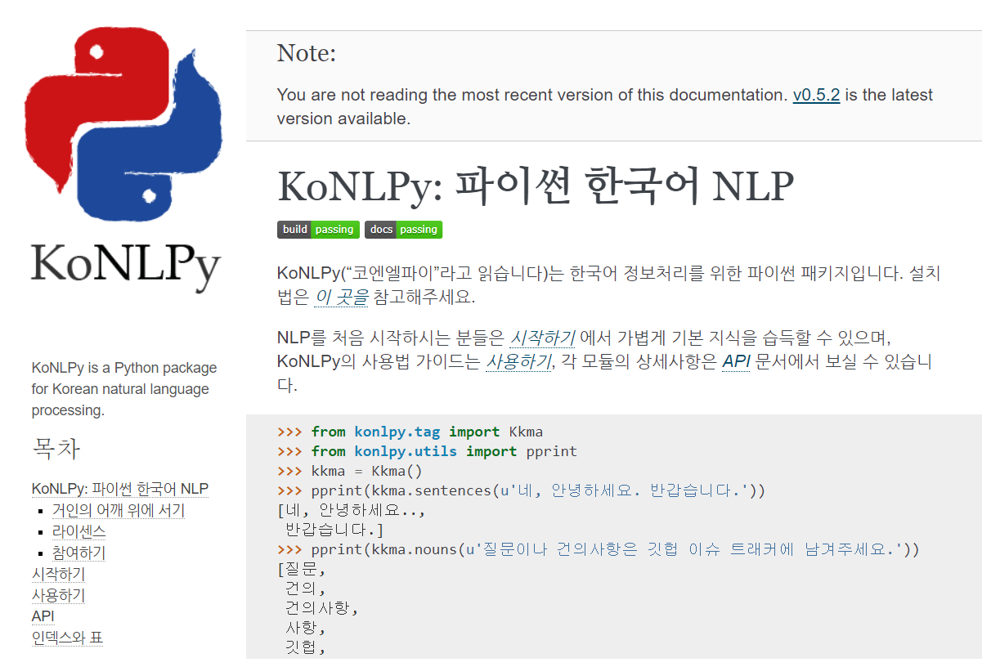 KoNLPy
KoNLPy is a Python package
for Korean natural language
processing.
목차
KoNLPy: 파이썬 한국어 NLP
거인의 어깨 위에 서기
라이센스
참여하기
시작하기
사용하기
API
인덱스와 표
Note:
You are not reading the most recent version of this documentation. v0.5.2 is the latest
version available.
KoNLPy: 파이썬 한국어 NLP
build passing docs passing
KoNLPy(“코엔엘파이”라고 읽습니다)는 한국어 정보처리를 위한 파이썬 패키지입니다. 설치
법은 이 곳을 참고해주세요.
NLP를 처음 시작하시는 분들은 시작하기 에서 가볍게 기본 지식을 습득할 수 있으며,
KoNLPy의 사용법 가이드는 사용하기, 각 모듈의 상세사항은 API 문서에서 보실 수 있습니
다.
>>> from konlpy.tag import Kkma
>>> from konlpy.utils import pprint
>>> kkma = Kkma()
>>> pprint(kkma.sentences(u'네, 안녕하세요. 반갑습니다.'))
[네, 안녕하세요..,
반갑습니다.]
>>> pprint(kkma.nouns(u'질문이나 건의사항은 깃헙 이슈 트래커에 남겨주세요.'))
[질문,
건의,
건의사항,
사항,
깃헙,